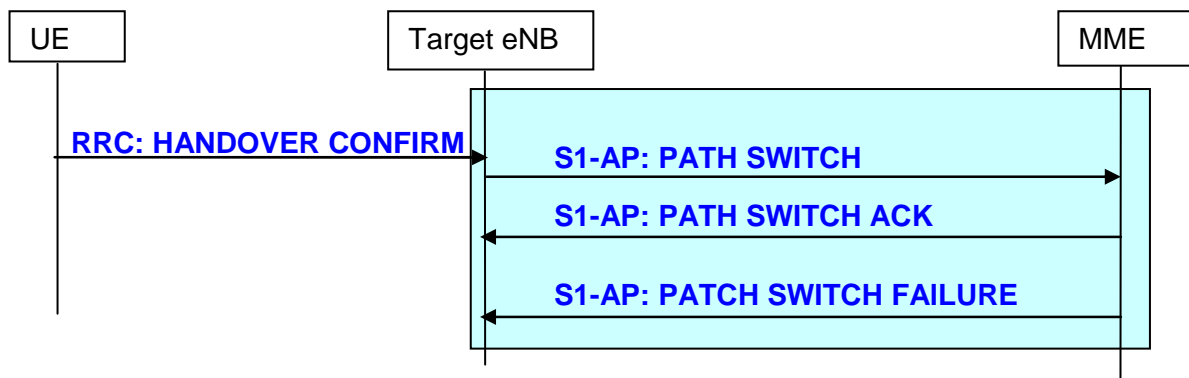 UE
Target eNB
MME
RRC: HANDOVER CONFIRM
S1-AP: PATH SWITCH
S1-AP: PATH SWITCH ACK
S1-AP: PATCH SWITCH FAILURE